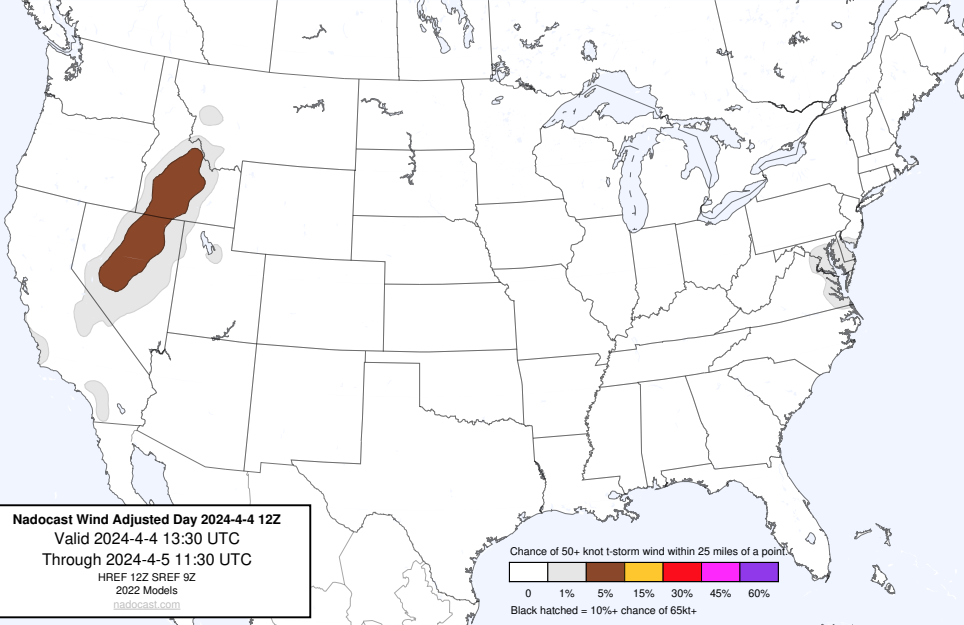 Nadocast Wind Adjusted Day 2024-4-4 12Z
Valid 2024-4-4 13:30 UTC
Through 2024-4-5 11:30 UTC
HREF 12Z SREF 9Z
2022 Models
nadocast.com
Chance of 50+ knot t-storm wind within 25 miles of a point.
0 1% 5% 15% 30% 45% 60%
Black hatched = 10%+ chance of 65kt+